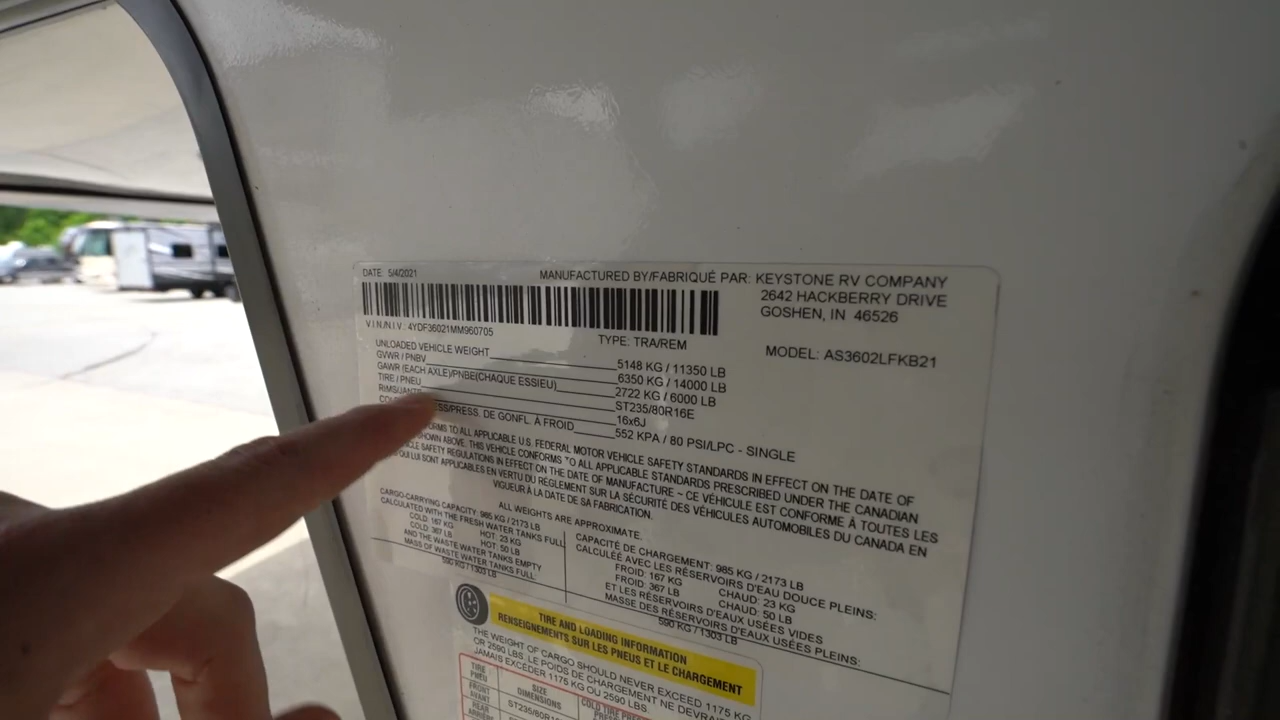 DATE: 5/4/2021
MANUFACTURED BY/FABRIQUÉ PAR: KEYSTONE RV COMPANY
2642 HACKBERRY DRIVE
GOSHEN, IN 46526
V.I.N/N.I.V: 4YDF36021MM960705
TYPE: TRA/REM
MODEL: AS3602LFKB21
UNLOADED VEHICLE WEIGHT 5148 KG / 11350 LB
GVWR / PNBV 6350 KG / 14000 LB
GAWR (EACH AXLE)/PNBE(CHAQUE ESSIEU) 2722 KG / 6000 LB
TIRE / PNEU ST235/80R16E
16x6J
/PRESS. DE GONFL. À FROID 552 KPA / 80 PSI/LPC - SINGLE
TO ALL APPLICABLE U.S. FEDERAL MOTOR VEHICLE SAFETY STANDARDS IN EFFECT ON THE DATE OF
SHOWN ABOVE. THIS VEHICLE CONFORMS TO ALL APPLICABLE STANDARDS PRESCRIBED UNDER THE CANADIAN
SAFETY REGULATIONS IN EFFECT ON THE DATE OF MANUFACTURE ~ CE VÉHICULE EST CONFORME À TOUTES LES
QUI LUI SONT APPLICABLES EN VERTU DU RÈGLEMENT SUR LA SÉCURITÉ DES VÉHICULES AUTOMOBILES DU CANADA EN
VIGUEUR À LA DATE DE SA FABRICATION.
ALL WEIGHTS ARE APPROXIMATE.
CARGO-CARRYING CAPACITY: 985 KG / 2173 LB
CALCULATED WITH THE FRESH WATER TANKS FULL
COLD: 167 KG HOT: 23 KG
COLD: 367 LB HOT: 50 LB
AND THE WASTE WATER TANKS EMPTY
MASS OF WASTE WATER TANKS FULL:
590 KG / 1303 LB
CAPACITÉ DE CHARGEMENT: 985 KG / 2173 LB
CALCULÉE AVEC LES RÉSERVOIRS D'EAU DOUCE PLEINS:
FROID: 167 KG CHAUD: 23 KG
FROID: 367 LB CHAUD: 50 LB
ET LES RÉSERVOIRS D'EAUX USÉES VIDES
MASSE DES RÉSERVOIRS D'EAUX USÉES PLEINS:
590 KG / 1303 LB
TIRE AND LOADING INFORMATION
RENSEIGNEMENTS SUR LES PNEUS ET LE CHARGEMENT
THE WEIGHT OF CARGO SHOULD NEVER EXCEED 1175 KG
OR 2590 LBS. LE POIDS DE CHARGEMENT NE DEVRAIT
JAMAIS EXCÉDER 1175 KG OU 2590 LBS.
TIRE
PNEU
SIZE
DIMENSIONS
COLD TIRE
FRONT
AVANT
ST235/80R16
REAR